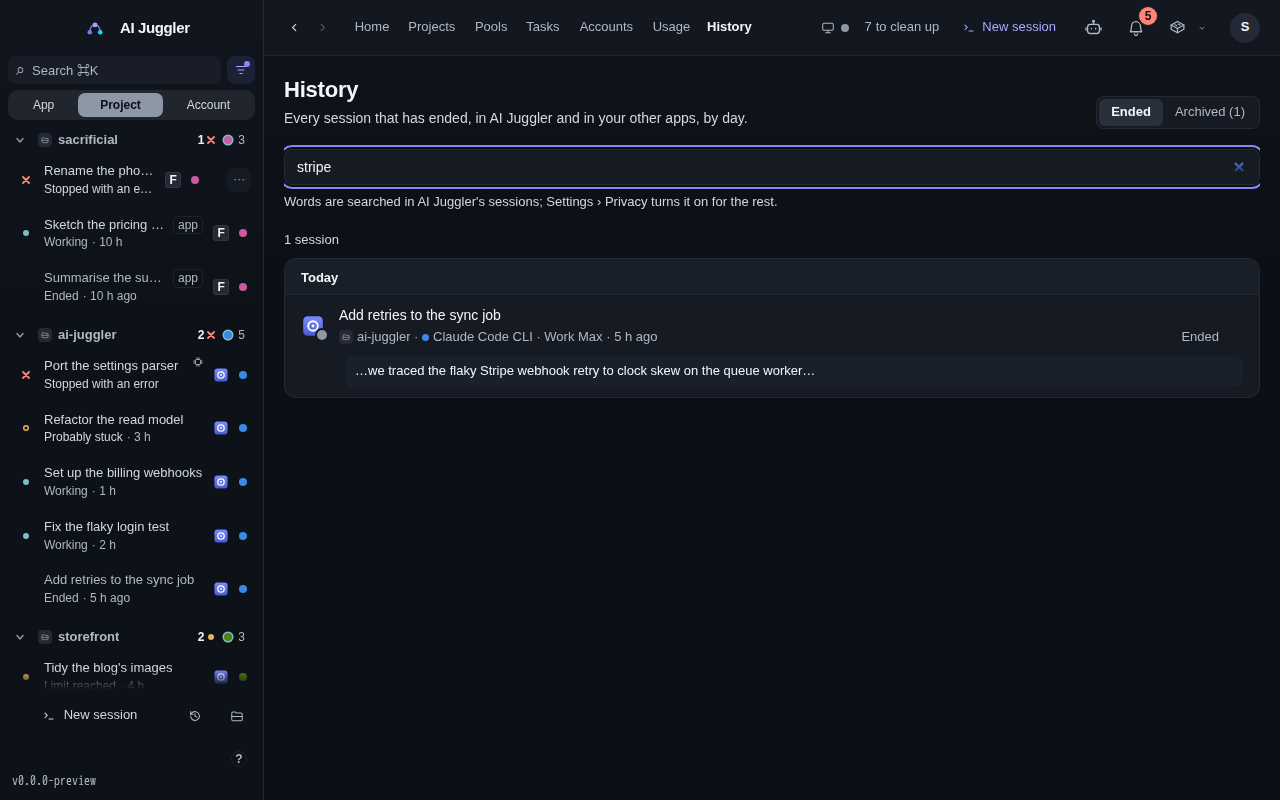 AI Juggler
Search ⌘K
App Project Account
sacrificial 1 3
Rename the pho…
Stopped with an e… F
Sketch the pricing … app
Working · 10 h F
Summarise the su… app
Ended · 10 h ago F
ai-juggler 2 5
Port the settings parser
Stopped with an error
Refactor the read model
Probably stuck · 3 h
Set up the billing webhooks
Working · 1 h
Fix the flaky login test
Working · 2 h
Add retries to the sync job
Ended · 5 h ago
storefront 2 3
Tidy the blog's images
Limit reached · 4 h
New session
?
v0.0.0-preview
Home Projects Pools Tasks Accounts Usage History
7 to clean up
New session
5
S
History
Every session that has ended, in AI Juggler and in your other apps, by day.
Ended Archived (1)
stripe
Words are searched in AI Juggler's sessions; Settings › Privacy turns it on for the rest.
1 session
Today
Add retries to the sync job
ai-juggler · Claude Code CLI · Work Max · 5 h ago
Ended
…we traced the flaky Stripe webhook retry to clock skew on the queue worker…